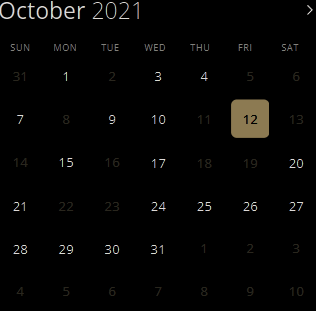 October 2021
SUN MON TUE WED THU FRI SAT
31 1 2 3 4 5 6
7 8 9 10 11 12 13
14 15 16 17 18 19 20
21 22 23 24 25 26 27
28 29 30 31 1 2 3
4 5 6 7 8 9 10